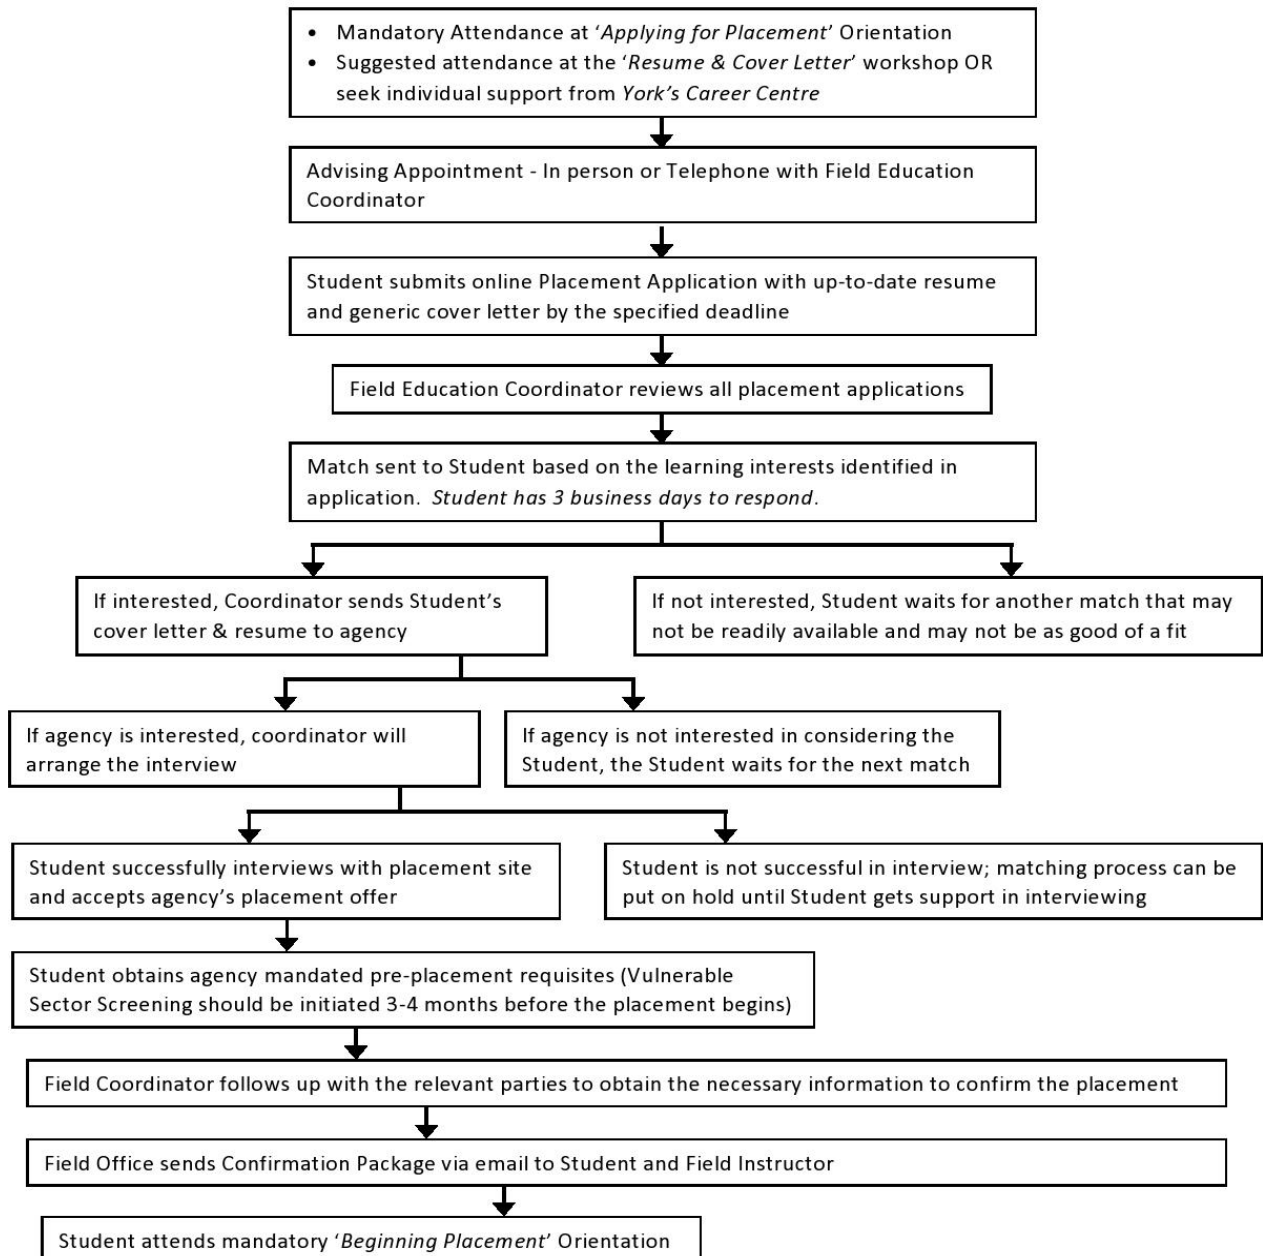 • Mandatory Attendance at ‘Applying for Placement’ Orientation
• Suggested attendance at the ‘Resume & Cover Letter’ workshop OR
seek individual support from York’s Career Centre
Advising Appointment - In person or Telephone with Field Education
Coordinator
Student submits online Placement Application with up-to-date resume
and generic cover letter by the specified deadline
Field Education Coordinator reviews all placement applications
Match sent to Student based on the learning interests identified in
application.  Student has 3 business days to respond.
If interested, Coordinator sends Student’s
cover letter & resume to agency
If not interested, Student waits for another match that may
not be readily available and may not be as good of a fit
If agency is interested, coordinator will
arrange the interview
If agency is not interested in considering the
Student, the Student waits for the next match
Student successfully interviews with placement site
and accepts agency’s placement offer
Student is not successful in interview; matching process can be
put on hold until Student gets support in interviewing
Student obtains agency mandated pre-placement requisites (Vulnerable
Sector Screening should be initiated 3-4 months before the placement begins)
Field Coordinator follows up with the relevant parties to obtain the necessary information to confirm the placement
Field Office sends Confirmation Package via email to Student and Field Instructor
Student attends mandatory ‘Beginning Placement’ Orientation